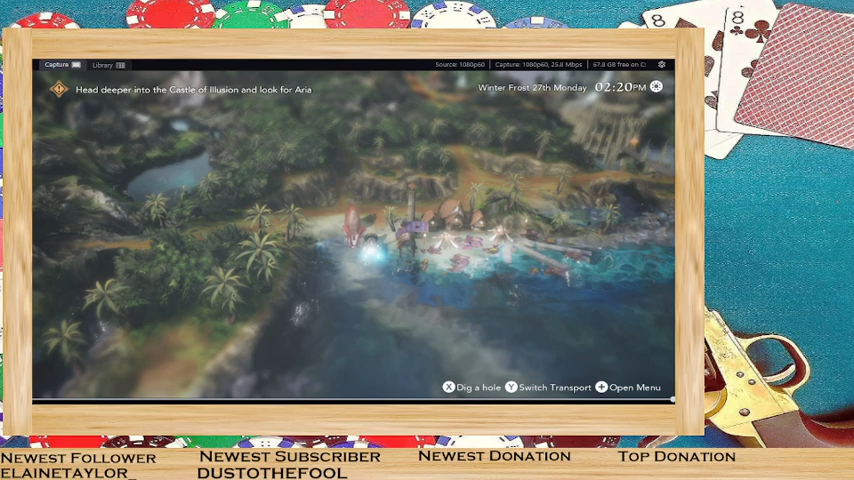 8 8
Capture Library Source: 1080p60 Capture: 1080p60, 25.8 Mbps 67.8 GB free on C:
Head deeper into the Castle of Illusion and look for Aria Winter Frost 27th Monday 02:20PM
X Dig a hole Y Switch Transport + Open Menu
NEWEST FOLLOWER NEWEST SUBSCRIBER NEWEST DONATION TOP DONATION
ELAINETAYLOR_ DUSTOTHEFOOL